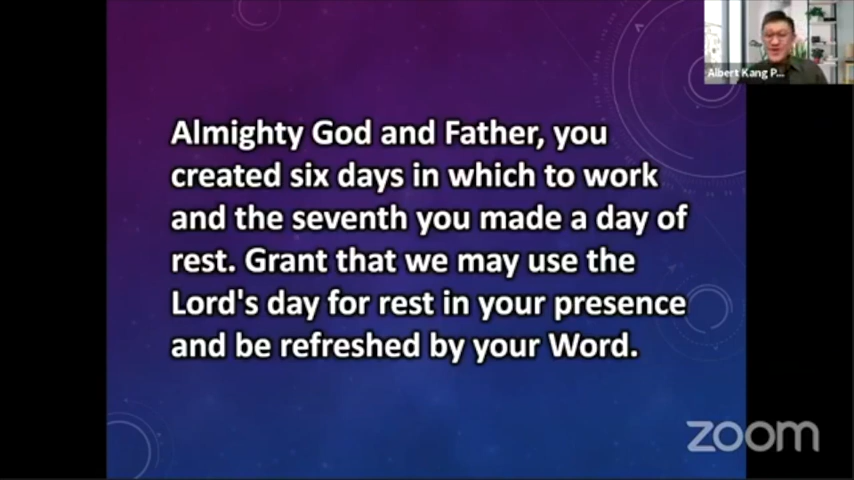 Albert Kang P...
Almighty God and Father, you
created six days in which to work
and the seventh you made a day of
rest. Grant that we may use the
Lord's day for rest in your presence
and be refreshed by your Word.
zoom